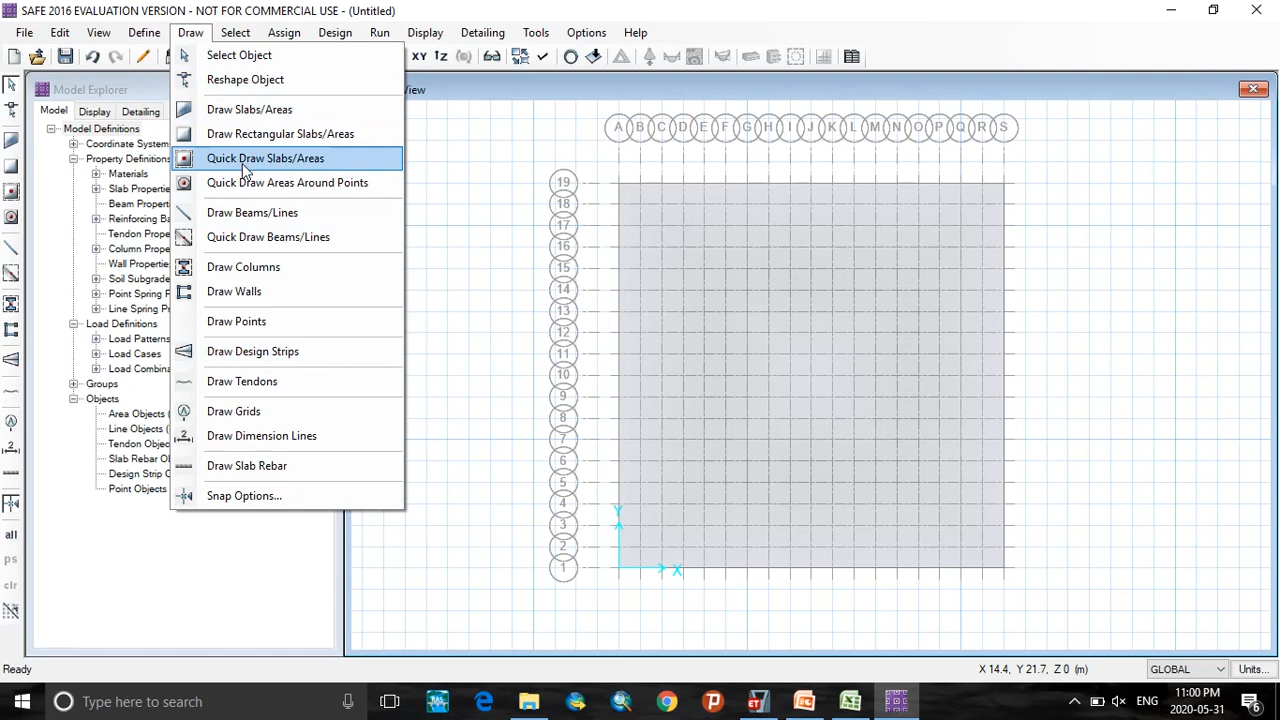 SAFE 2016 EVALUATION VERSION - NOT FOR COMMERCIAL USE - (Untitled)
File Edit View Define Draw Select Assign Design Run Display Detailing Tools Options Help
XY YZ
Model Explorer
View
Model Display Detailing
Model Definitions
Coordinate System
Property Definitions
Materials
Slab Properti
Beam Proper
Reinforcing Ba
Tendon Prope
Column Prope
Wall Propertie
Soil Subgrade
Point Spring P
Line Spring Pr
Load Definitions
Load Patterns
Load Cases
Load Combina
Groups
Objects
Area Objects (
Line Objects (
Tendon Objec
Slab Rebar O
Design Strip O
Point Objects
Select Object
Reshape Object
Draw Slabs/Areas
Draw Rectangular Slabs/Areas
Quick Draw Slabs/Areas
Quick Draw Areas Around Points
Draw Beams/Lines
Quick Draw Beams/Lines
Draw Columns
Draw Walls
Draw Points
Draw Design Strips
Draw Tendons
Draw Grids
Draw Dimension Lines
Draw Slab Rebar
Snap Options...
all
ps
clr
A B C D E F G H I J K L M N O P Q R S
19
18
17
16
15
14
13
12
11
10
9
8
7
6
5
4
3
2
1
Y
X
Ready
X 14.4, Y 21.7, Z 0 (m)
GLOBAL
Units...
Type here to search
ENG
11:00 PM
2020-05-31
6